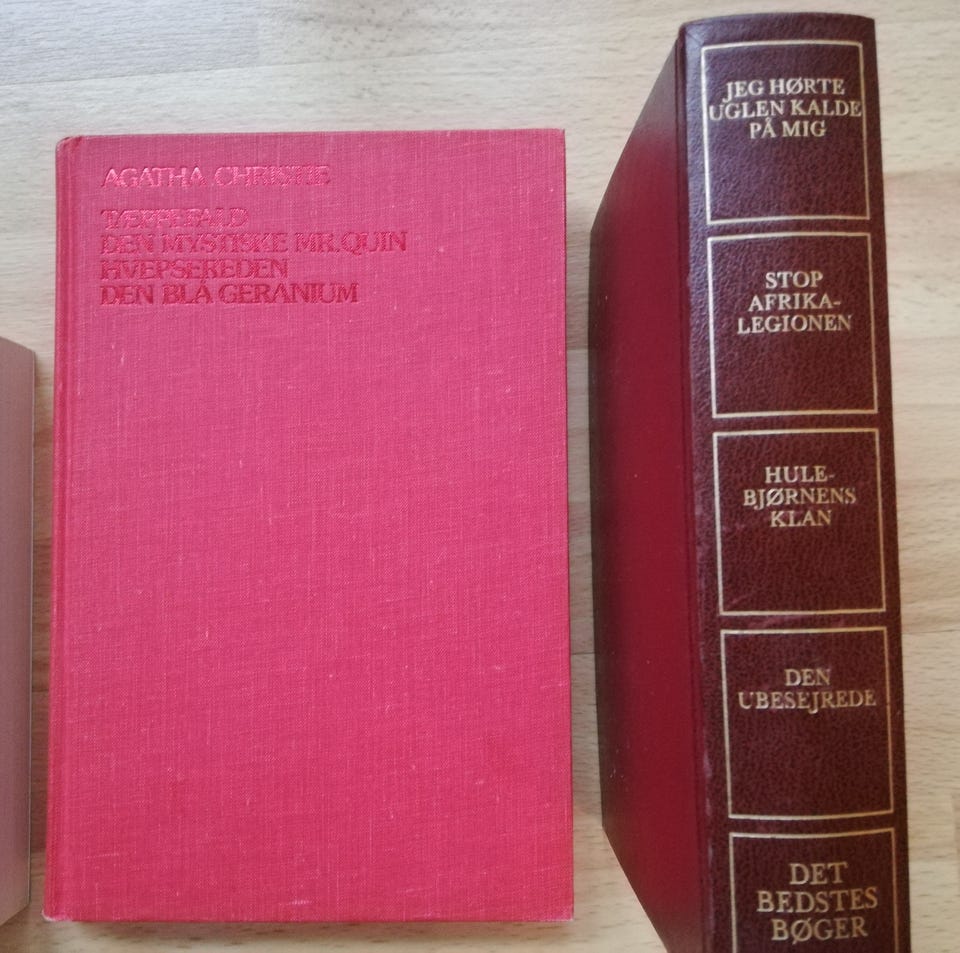 AGATHA CHRISTIE
TÆPPEFALD
DEN MYSTISKE MR. QUIN
HVEPSEREDEN
DEN BLÅ GERANIUM
JEG HØRTE
UGLEN KALDE
PÅ MIG
STOP
AFRIKA-
LEGIONEN
HULE-
BJØRNENS
KLAN
DEN
UBESEJREDE
DET
BEDSTES
BØGER